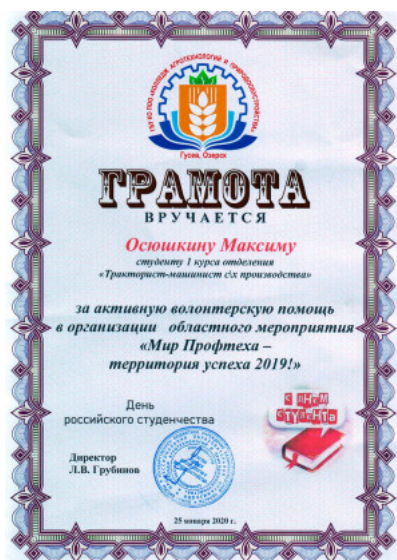 ГБУ КО ПОО «КОЛЛЕДЖ АГРОТЕХНОЛОГИЙ И ПРИРОДООБУСТРОЙСТВА»
Гусев, Озерск
ГРАМОТА
ВРУЧАЕТСЯ
Осюшкину Максиму
студенту 1 курса отделения
«Тракторист-машинист с\х производства»
за активную волонтерскую помощь
в организации областного мероприятия
«Мир Профтеха –
территория успеха 2019!»
День
российского студенчества
С ДНЕМ
СТУДЕНТА
Директор
Л.В. Грубинов
25 января 2020 г.